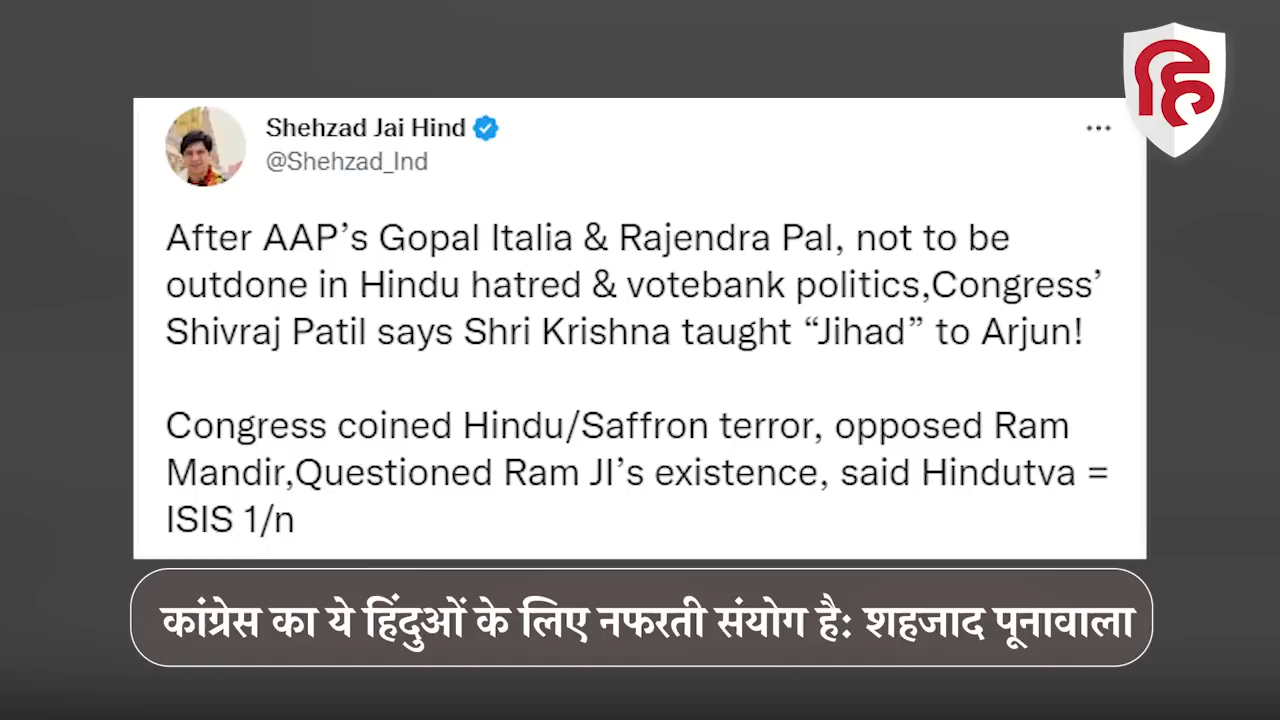 हि
Shehzad Jai Hind
@Shehzad_Ind
After AAP’s Gopal Italia & Rajendra Pal, not to be
outdone in Hindu hatred & votebank politics,Congress’
Shivraj Patil says Shri Krishna taught “Jihad” to Arjun!
Congress coined Hindu/Saffron terror, opposed Ram
Mandir,Questioned Ram JI’s existence, said Hindutva =
ISIS 1/n
कांग्रेस का ये हिंदुओं के लिए नफरती संयोग है: शहजाद पूनावाला